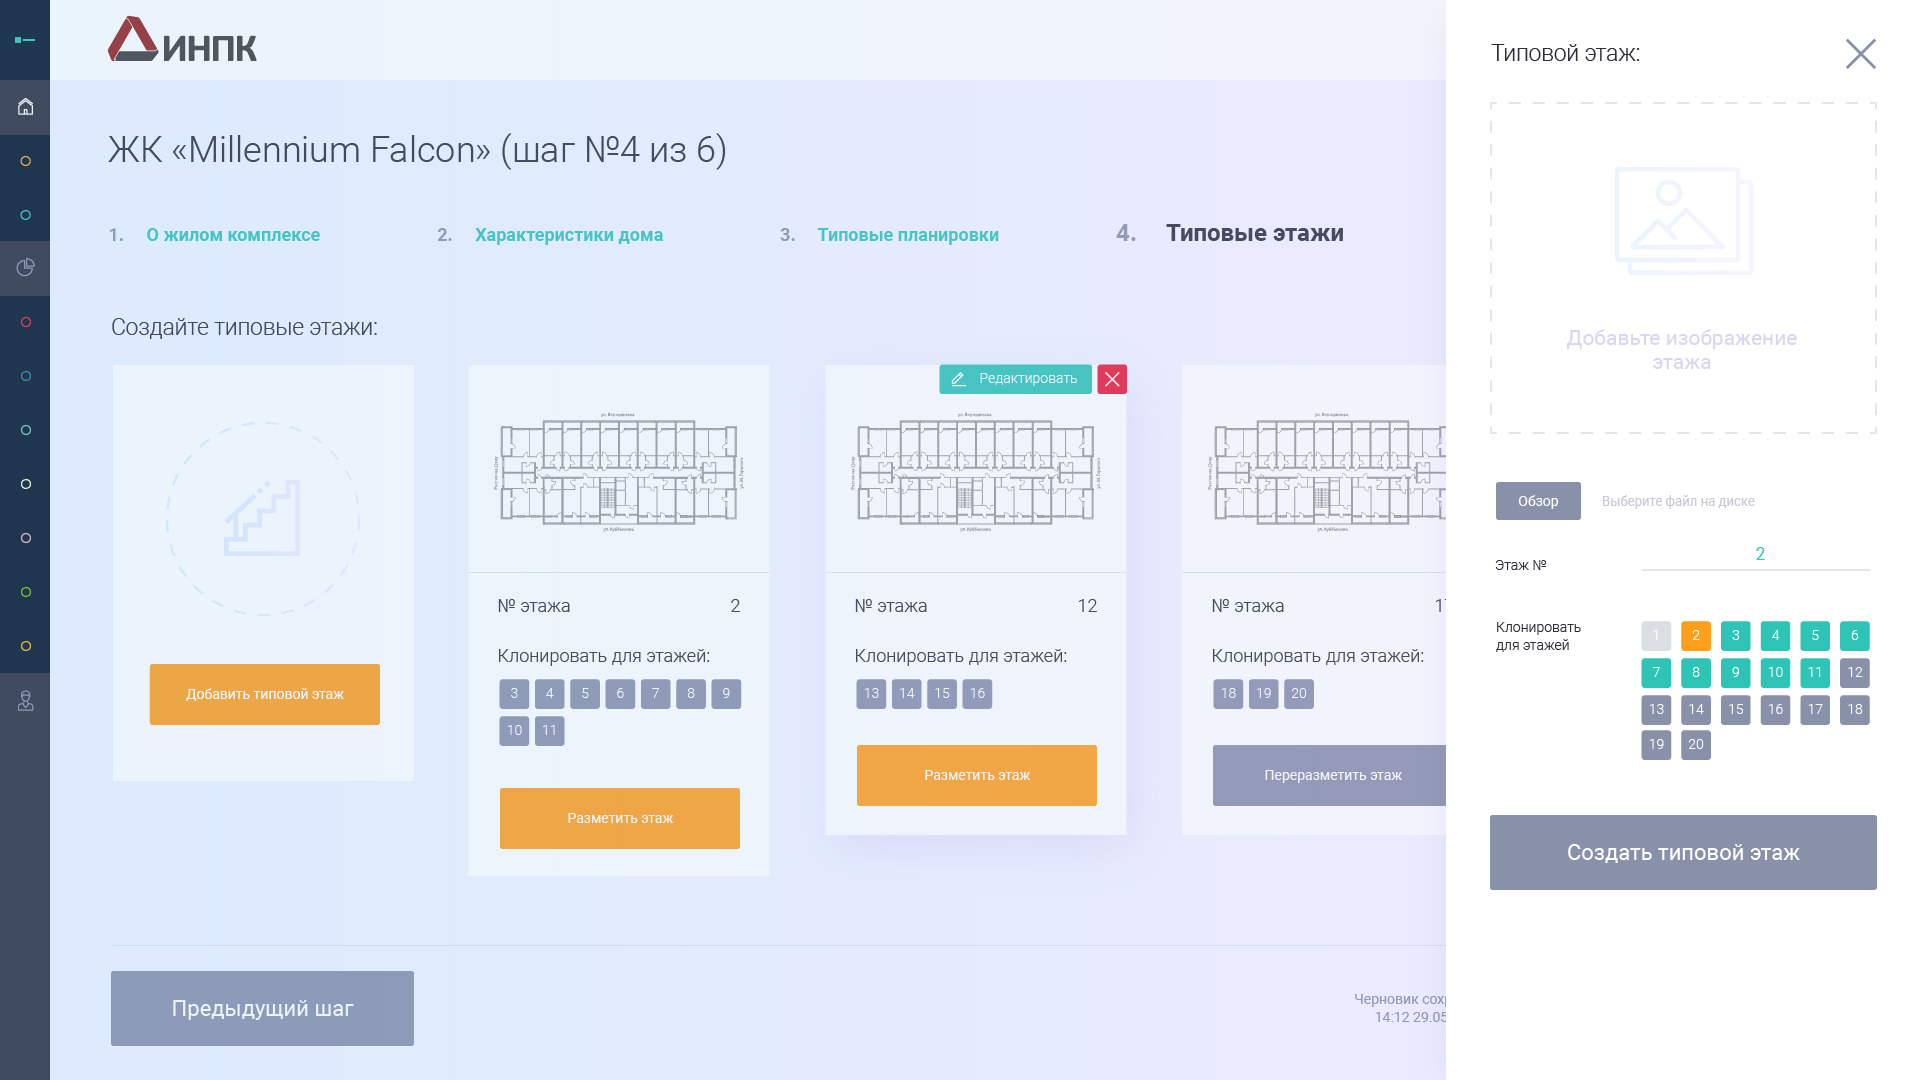 ИНПК
ЖК «Millennium Falcon» (шаг №4 из 6)
1. О жилом комплексе
2. Характеристики дома
3. Типовые планировки
4. Типовые этажи
Создайте типовые этажи:
Добавить типовой этаж
№ этажа 2
Клонировать для этажей:
3 4 5 6 7 8 9
10 11
Разметить этаж
Редактировать
№ этажа 12
Клонировать для этажей:
13 14 15 16
Разметить этаж
№ этажа
Клонировать для этажей:
18 19 20
Переразметить этаж
Предыдущий шаг
Черновик
14:12 29.05
Типовой этаж:
Добавьте изображение
этажа
Обзор Выберите файл на диске
Этаж № 2
Клонировать
для этажей
1 2 3 4 5 6
7 8 9 10 11 12
13 14 15 16 17 18
19 20
Создать типовой этаж